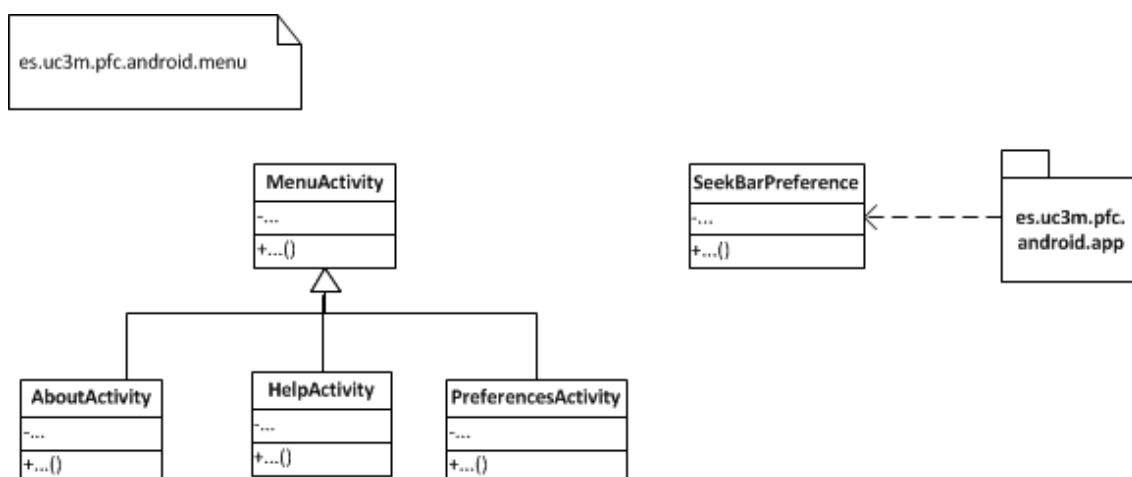 es.uc3m.pfc.android.menu
MenuActivity
-...
+...()
SeekBarPreference
-...
+...()
es.uc3m.pfc.
android.app
AboutActivity
-...
+...()
HelpActivity
-...
+...()
PreferencesActivity
-...
+...()